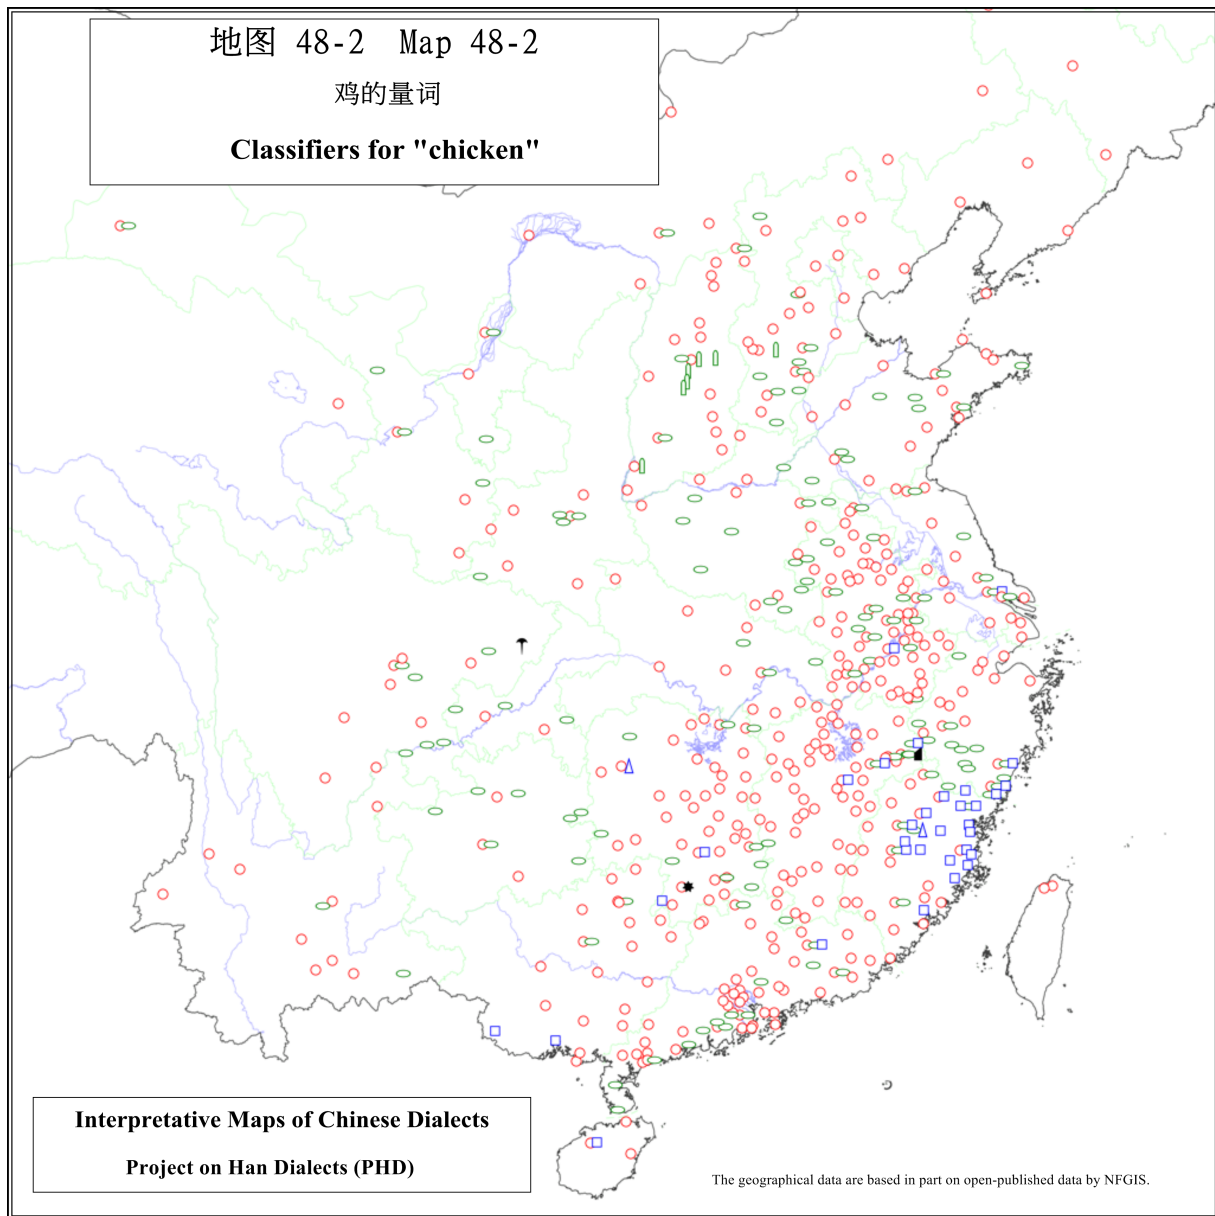 地图 48-2 Map 48-2
鸡的量词
Classifiers for "chicken"
Interpretative Maps of Chinese Dialects
Project on Han Dialects (PHD)
The geographical data are based in part on open-published data by NFGIS.